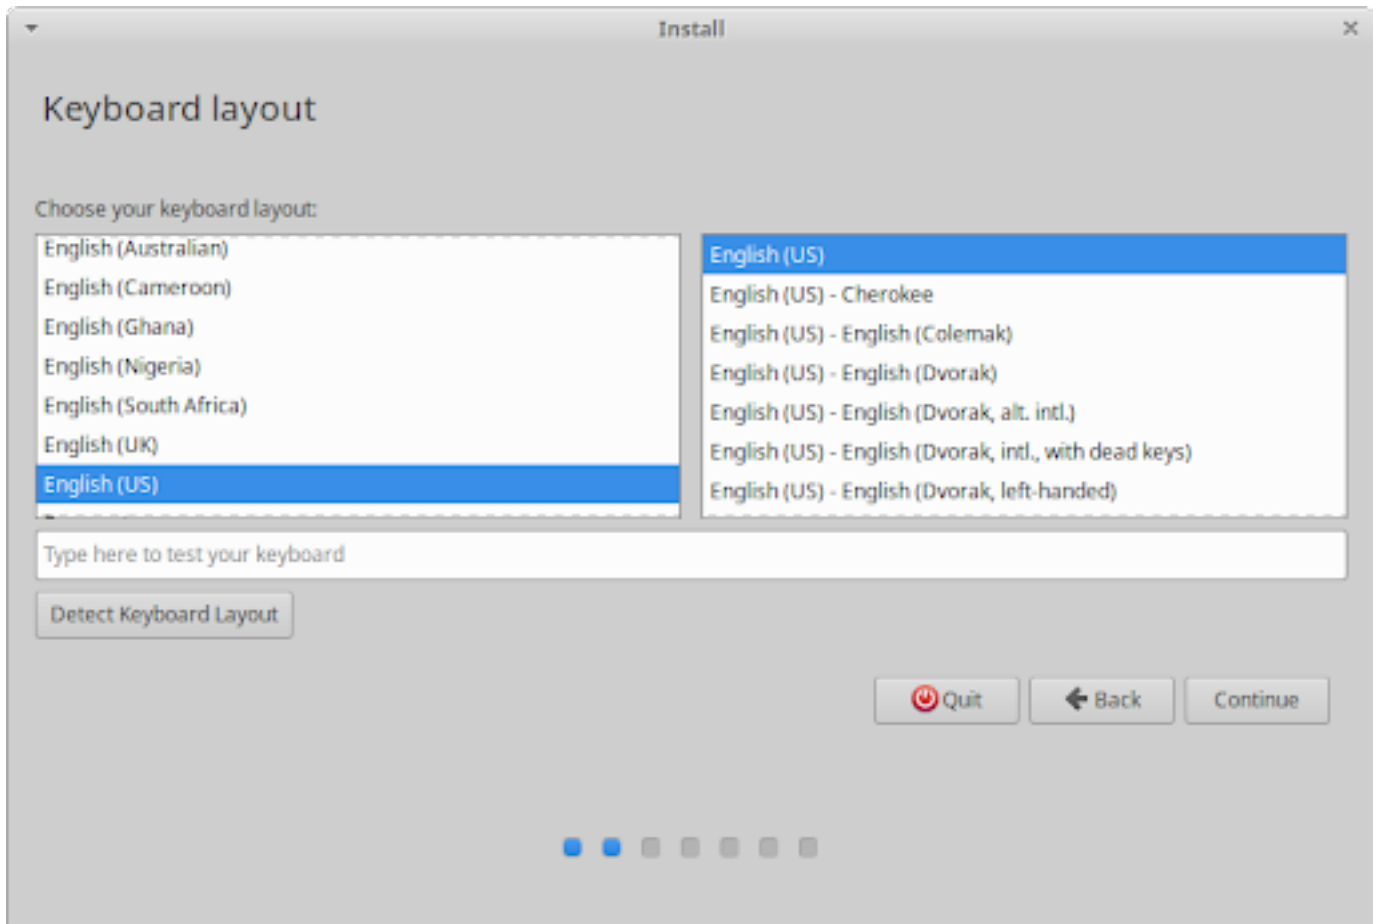 Install
Keyboard layout
Choose your keyboard layout:
English (Australian)
English (Cameroon)
English (Ghana)
English (Nigeria)
English (South Africa)
English (UK)
English (US)
English (US)
English (US) - Cherokee
English (US) - English (Colemak)
English (US) - English (Dvorak)
English (US) - English (Dvorak, alt. intl.)
English (US) - English (Dvorak, intl., with dead keys)
English (US) - English (Dvorak, left-handed)
Type here to test your keyboard
Detect Keyboard Layout
Quit Back Continue